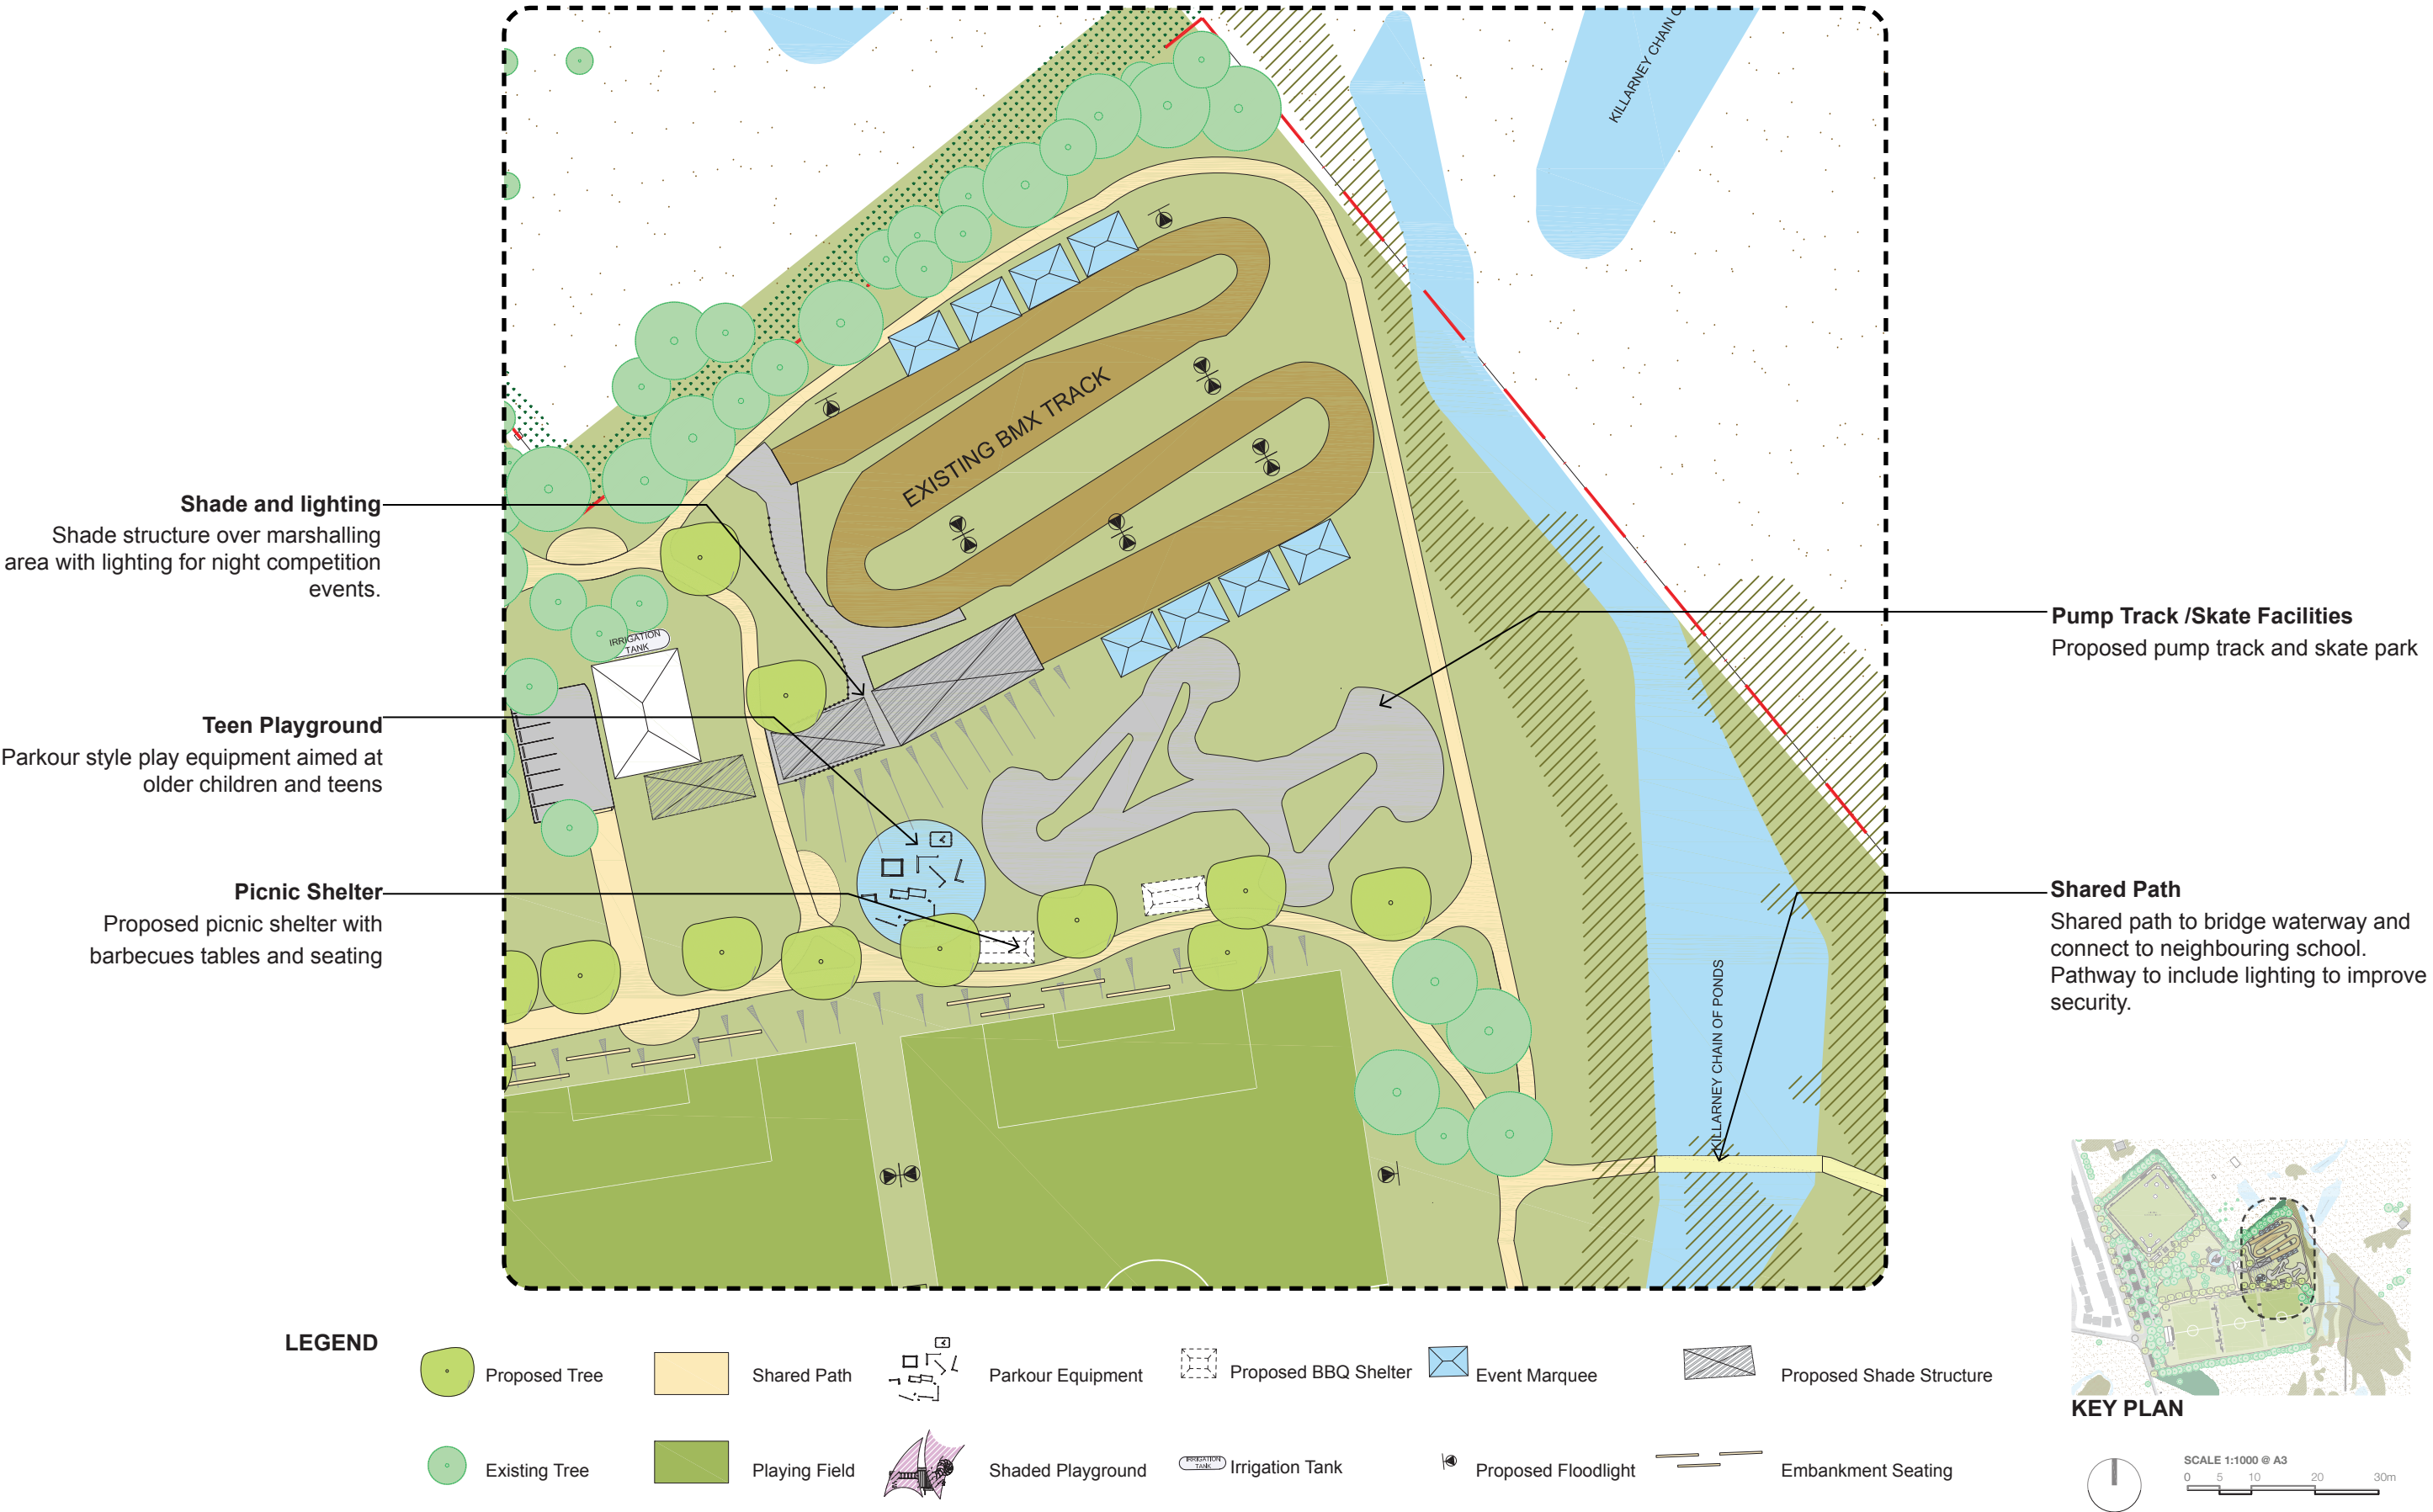 KILLARNEY CHAIN
EXISTING BMX TRACK
Shade and lighting
Shade structure over marshalling
area with lighting for night competition
events.
IRRIGATION
TANK
Pump Track /Skate Facilities
Proposed pump track and skate park
Teen Playground
Parkour style play equipment aimed at
older children and teens
Picnic Shelter
Proposed picnic shelter with
barbecues tables and seating
Shared Path
Shared path to bridge waterway and
connect to neighbouring school.
Pathway to include lighting to improve
security.
KILLARNEY CHAIN OF PONDS
LEGEND
Proposed Tree
Shared Path
Parkour Equipment
Proposed BBQ Shelter
Event Marquee
Proposed Shade Structure
Existing Tree
Playing Field
Shaded Playground
IRRIGATION
TANK
Irrigation Tank
Proposed Floodlight
Embankment Seating
KEY PLAN
SCALE 1:1000 @ A3
0 5 10 20 30m